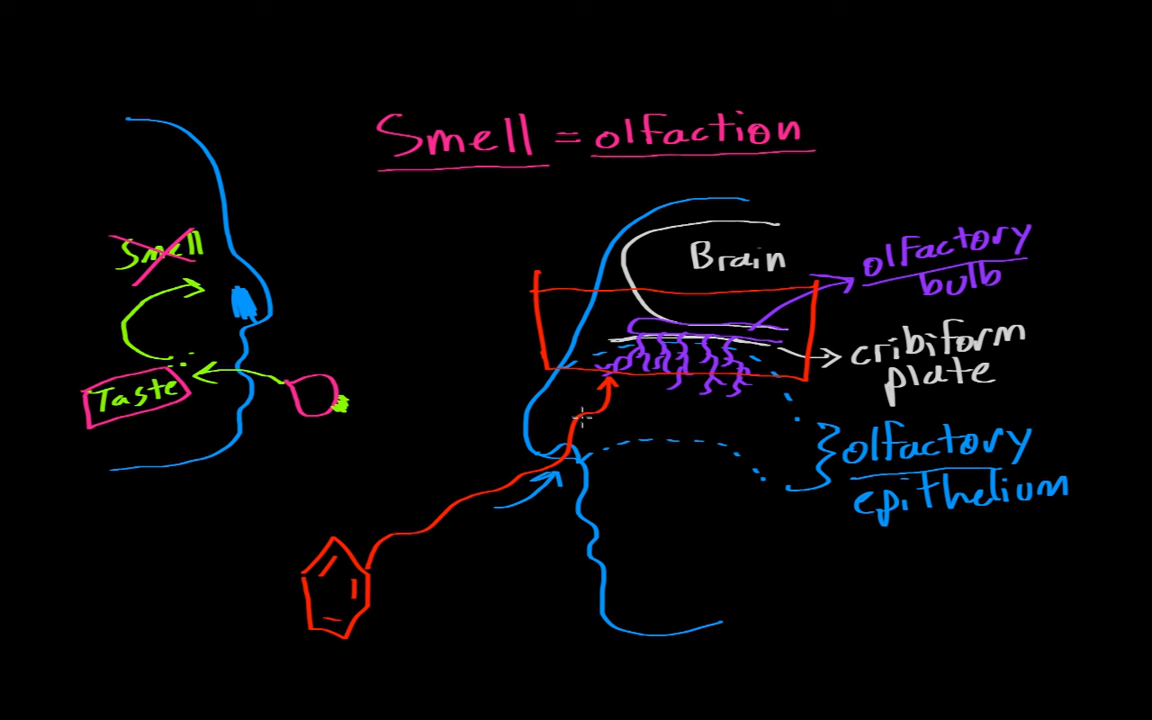 Smell = olfaction
Smell
Taste
Brain
olfactory
bulb
cribiform
plate
olfactory
epithelium